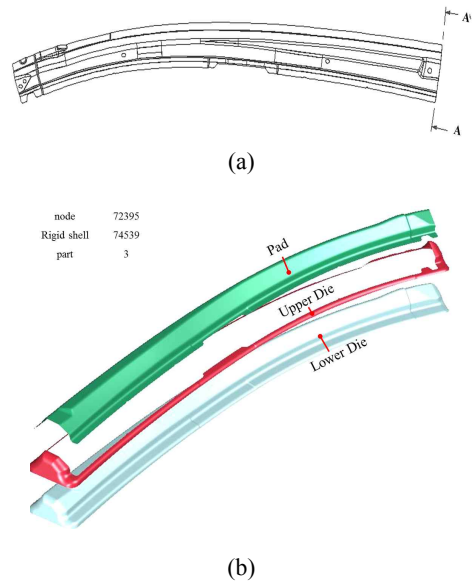 A'
A
(a)
node 72395
Rigid shell 74539
part 3
Pad
Upper Die
Lower Die
(b)